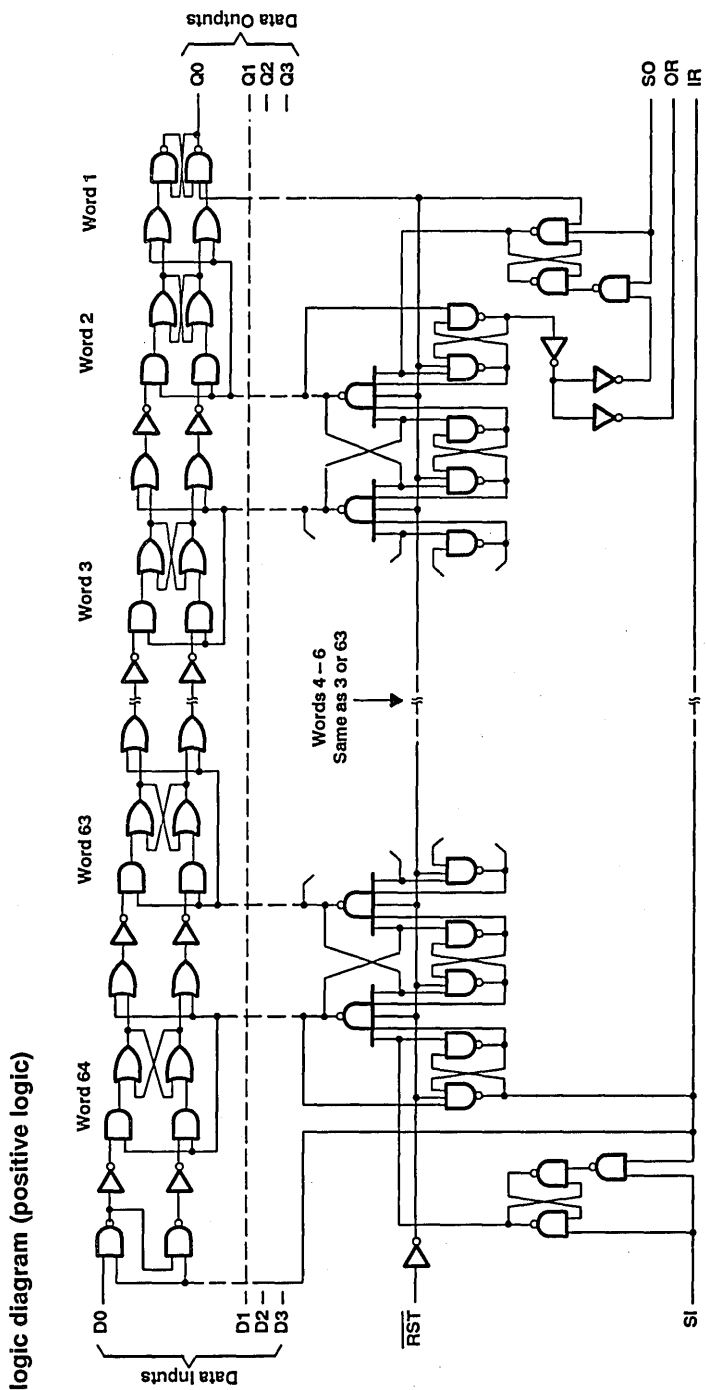 logic diagram (positive logic)
Data Inputs
D0
D1
D2
D3
RST
SI
Word 64
Word 63
Words 4–6
Same as 3 or 63
Word 3
Word 2
Word 1
Data Outputs
Q0
Q1
Q2
Q3
SO
OR
IR